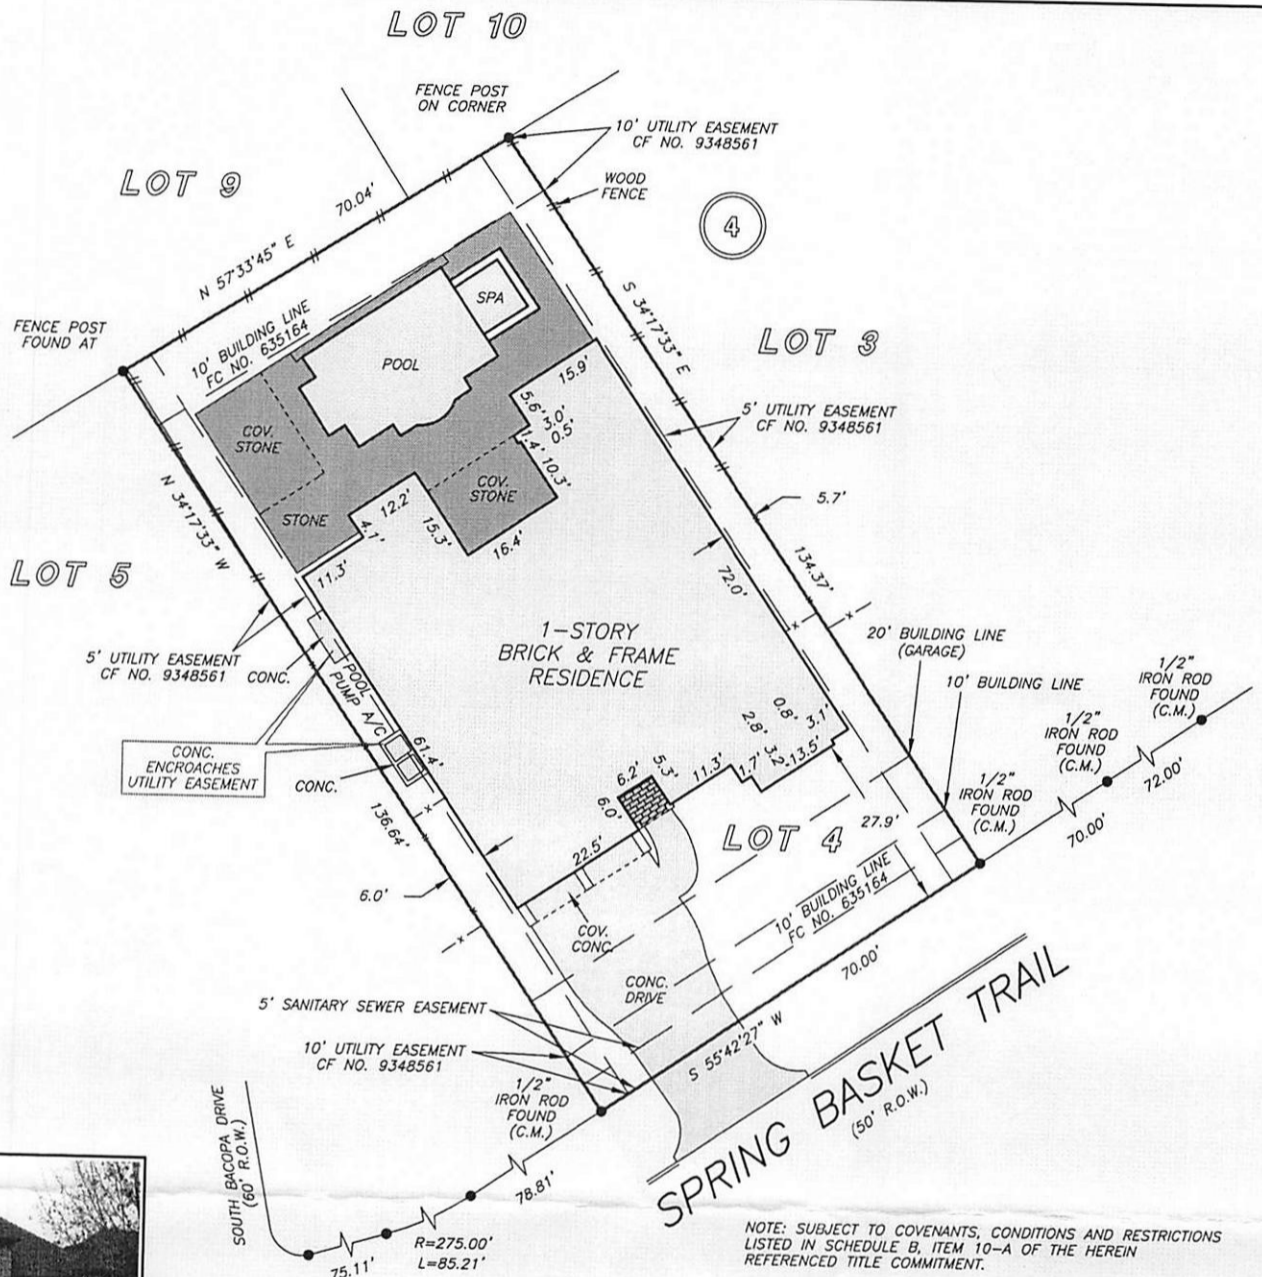 LOT 10
FENCE POST
ON CORNER
10' UTILITY EASEMENT
CF NO. 9348561
LOT 9
WOOD
FENCE
4
70.04'
N 57°33'45" E
SPA
S 34°17'33" E
FENCE POST
FOUND AT
10' BUILDING LINE
FC NO. 635164
POOL
LOT 3
15.9'
5.6'
3.0'
0.5'
1.4'
10.3'
5' UTILITY EASEMENT
CF NO. 9348561
COV.
STONE
COV.
STONE
N 34°17'33" W
STONE
12.2'
4.1'
15.3'
16.4'
5.7'
134.37'
72.0'
LOT 5
11.3'
1-STORY
BRICK & FRAME
RESIDENCE
20' BUILDING LINE
(GARAGE)
5' UTILITY EASEMENT
CF NO. 9348561
CONC.
10' BUILDING LINE
1/2"
IRON ROD
FOUND
(C.M.)
1/2"
IRON ROD
FOUND
(C.M.)
1/2"
IRON ROD
FOUND
(C.M.)
POOL
PUMP A/C
CONC.
ENCROACHES
UTILITY EASEMENT
CONC.
61.4'
136.64'
0.8'
3.1'
2.8'
3.2'
13.5'
1.7'
11.3'
5.3'
6.2'
6.0'
22.5'
LOT 4
27.9'
72.00'
70.00'
6.0'
COV.
CONC.
10' BUILDING LINE
FC NO. 635164
CONC.
DRIVE
70.00'
5' SANITARY SEWER EASEMENT
S 55°42'27" W
10' UTILITY EASEMENT
CF NO. 9348561
1/2"
IRON ROD
FOUND
(C.M.)
SPRING BASKET TRAIL
(50' R.O.W.)
SOUTH BACOPA DRIVE
(60' R.O.W.)
78.81'
R=275.00'
L=85.21'
75.11'
NOTE: SUBJECT TO COVENANTS, CONDITIONS AND RESTRICTIONS
LISTED IN SCHEDULE B, ITEM 10-A OF THE HEREIN
REFERENCED TITLE COMMITMENT.